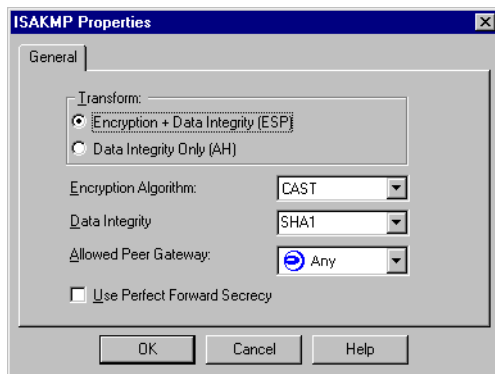 ISAKMP Properties
General
Transform:
Encryption + Data Integrity (ESP)
Data Integrity Only (AH)
Encryption Algorithm: CAST
Data Integrity SHA1
Allowed Peer Gateway: Any
Use Perfect Forward Secrecy
OK Cancel Help